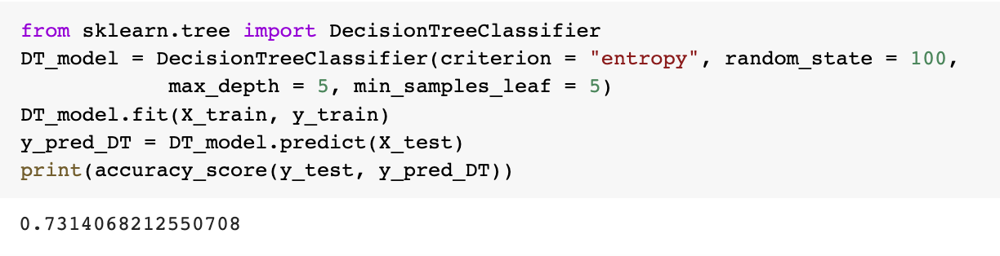 from sklearn.tree import DecisionTreeClassifier
DT_model = DecisionTreeClassifier(criterion = "entropy", random_state = 100,
max_depth = 5, min_samples_leaf = 5)
DT_model.fit(X_train, y_train)
y_pred_DT = DT_model.predict(X_test)
print(accuracy_score(y_test, y_pred_DT))
0.7314068212550708